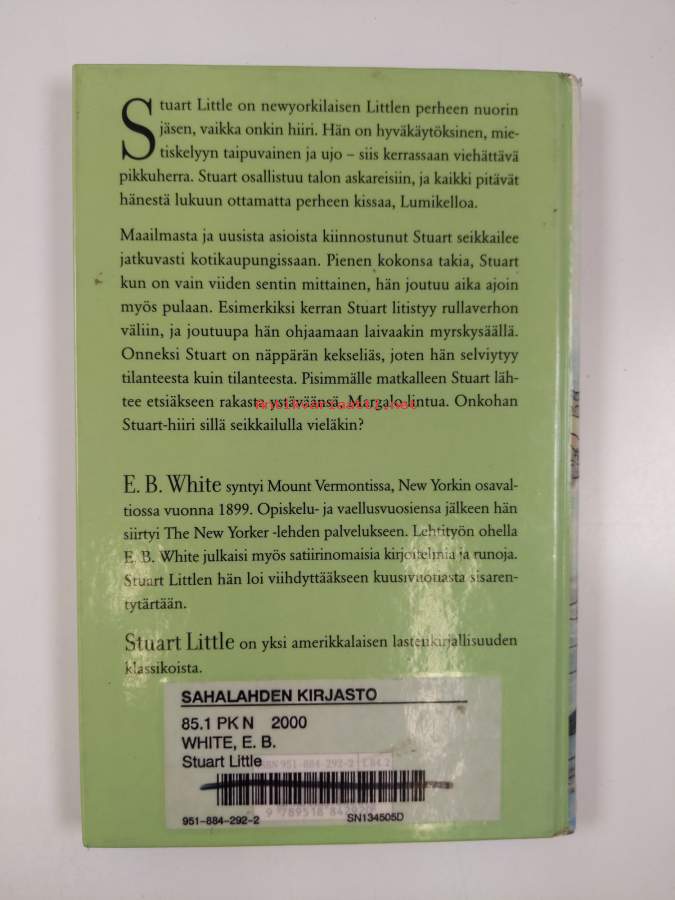 Stuart Little on newyorkilaisen Littlen perheen nuorin
jäsen, vaikka onkin hiiri. Hän on hyväkäytöksinen, mie-
tiskelyyn taipuvainen ja ujo – siis kerrassaan viehättävä
pikkuherra. Stuart osallistuu talon askareisiin, ja kaikki pitävät
hänestä lukuun ottamatta perheen kissaa, Lumikelloa.
Maailmasta ja uusista asioista kiinnostunut Stuart seikkailee
jatkuvasti kotikaupungissaan. Pienen kokonsa takia, Stuart
kun on vain viiden sentin mittainen, hän joutuu aika ajoin
myös pulaan. Esimerkiksi kerran Stuart litistyy rullaverhon
väliin, ja joutuupa hän ohjaamaan laivaakin myrskysäällä.
Onneksi Stuart on näppärän kekseliäs, joten hän selviytyy
tilanteesta kuin tilanteesta. Pisimmälle matkalleen Stuart läh-
tee etsiäkseen rakasta ystäväänsä, Margalo-lintua. Onkohan
Antikvariaatti.net
Stuart-hiiri sillä seikkailulla vieläkin?
E. B. White syntyi Mount Vermontissa, New Yorkin osaval-
tiossa vuonna 1899. Opiskelu- ja vaellusvuosiensa jälkeen hän
siirtyi The New Yorker -lehden palvelukseen. Lehtityön ohella
E. B. White julkaisi myös satiirinomaisia kirjoitelmia ja runoja.
Stuart Littlen hän loi viihdyttääkseen kuusivuotiasta sisaren-
tytärtään.
Stuart Little on yksi amerikkalaisen lastenkirjallisuuden
klassikoista.
SAHALAHDEN KIRJASTO
85.1 PK N 2000
WHITE, E. B.
Stuart Little
951-884-292-2 SN134505D